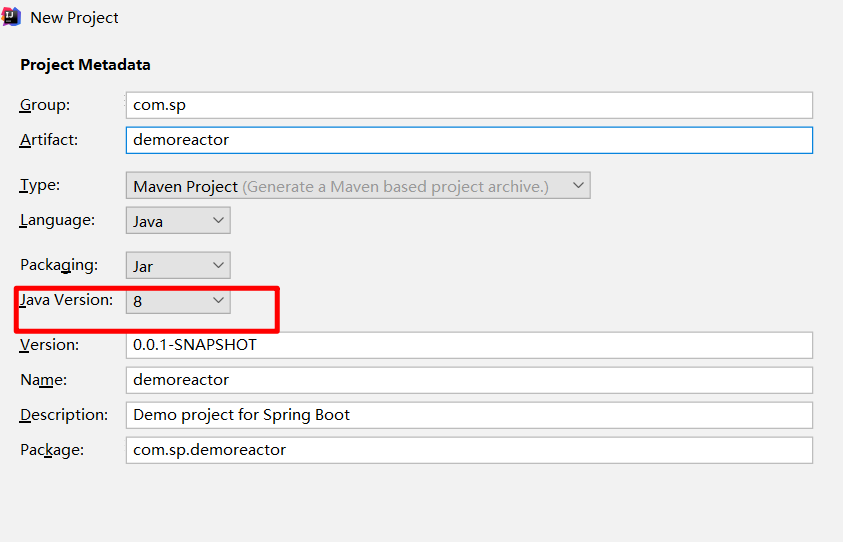 New Project
Project Metadata
Group: com.sp
Artifact: demoreactor
Type: Maven Project (Generate a Maven based project archive.)
Language: Java
Packaging: Jar
Java Version: 8
Version: 0.0.1-SNAPSHOT
Name: demoreactor
Description: Demo project for Spring Boot
Package: com.sp.demoreactor